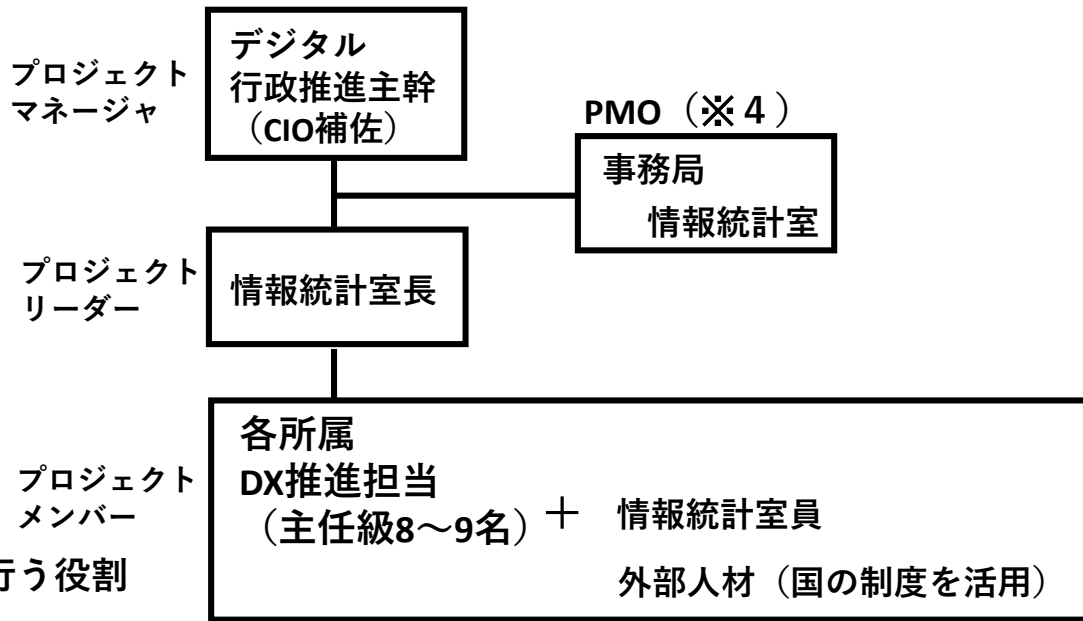 プロジェクト
マネージャ
デジタル
行政推進主幹
（CIO補佐）
PMO（※４）
事務局
情報統計室
プロジェクト
リーダー
情報統計室長
プロジェクト
メンバー
各所属
DX推進担当
（主任級8～9名）
＋
情報統計室員
外部人材（国の制度を活用）
行う役割